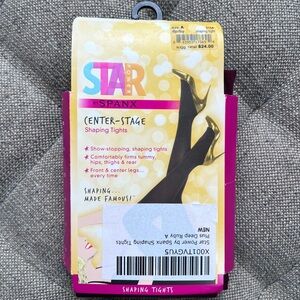 STAR
POWER
by SPANX
CENTER-STAGE
Shaping Tights
Show-stopping, shaping tights
Comfortably firms tummy,
hips, thighs & rear
Front & center legs...
every time
SHAPING...
MADE FAMOUS!
$24.00
X001TVGYU5
Star Power by Spanx Shaping Tights
Plus Deep Ruby A
NEW
SHAPING TIGHTS